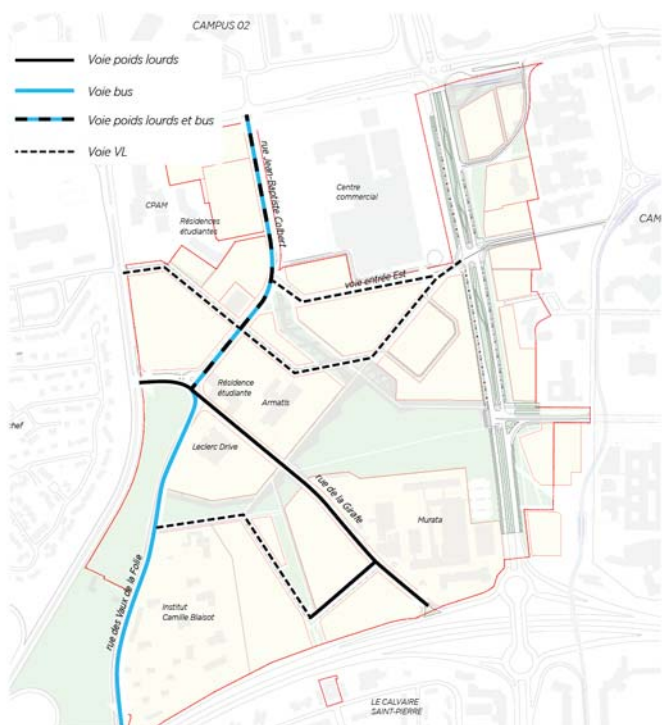 CAMPUS 02
Voie poids lourds
Voie bus
Voie poids lourds et bus
Voie VL
rue Jean-Baptiste Colbert
Centre
commercial
CPAM
Résidences
étudiantes
CAM
voie entrée Est
Résidence
étudiante
Armatis
chef
Leclerc Drive
rue de la Girafe
Murata
rue des Vaux de la Folie
Institut
Camille Blaisot
LE CALVAIRE
SAINT-PIERRE